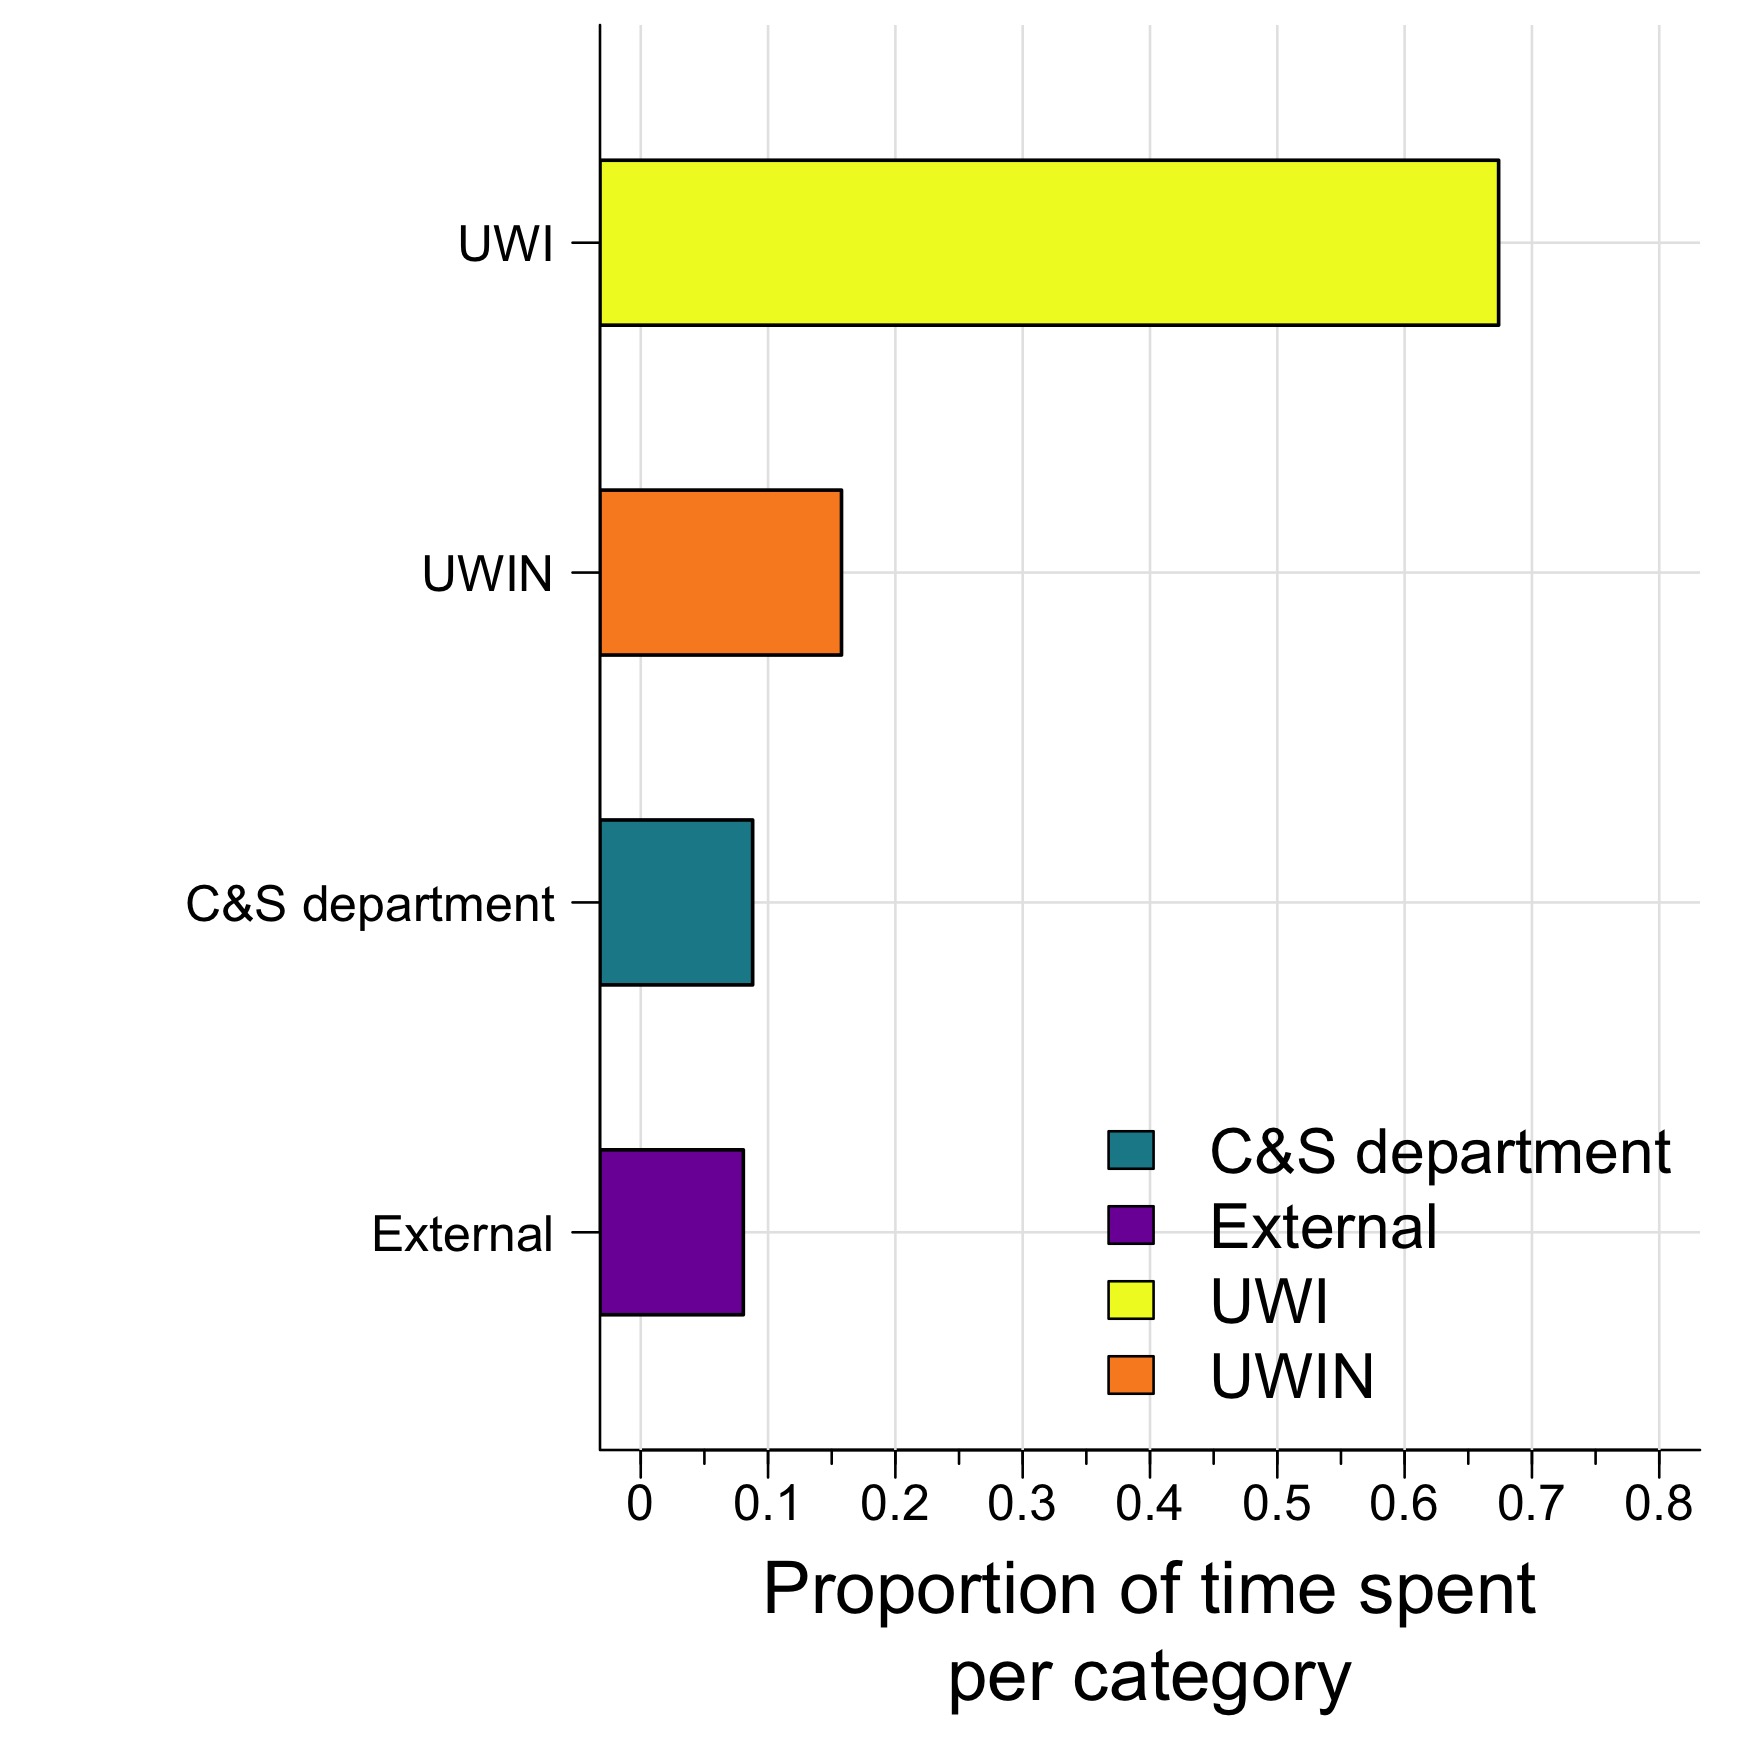 UWI
UWIN
C&S department
External
C&S department
External
UWI
UWIN
0 0.1 0.2 0.3 0.4 0.5 0.6 0.7 0.8
Proportion of time spent
per category